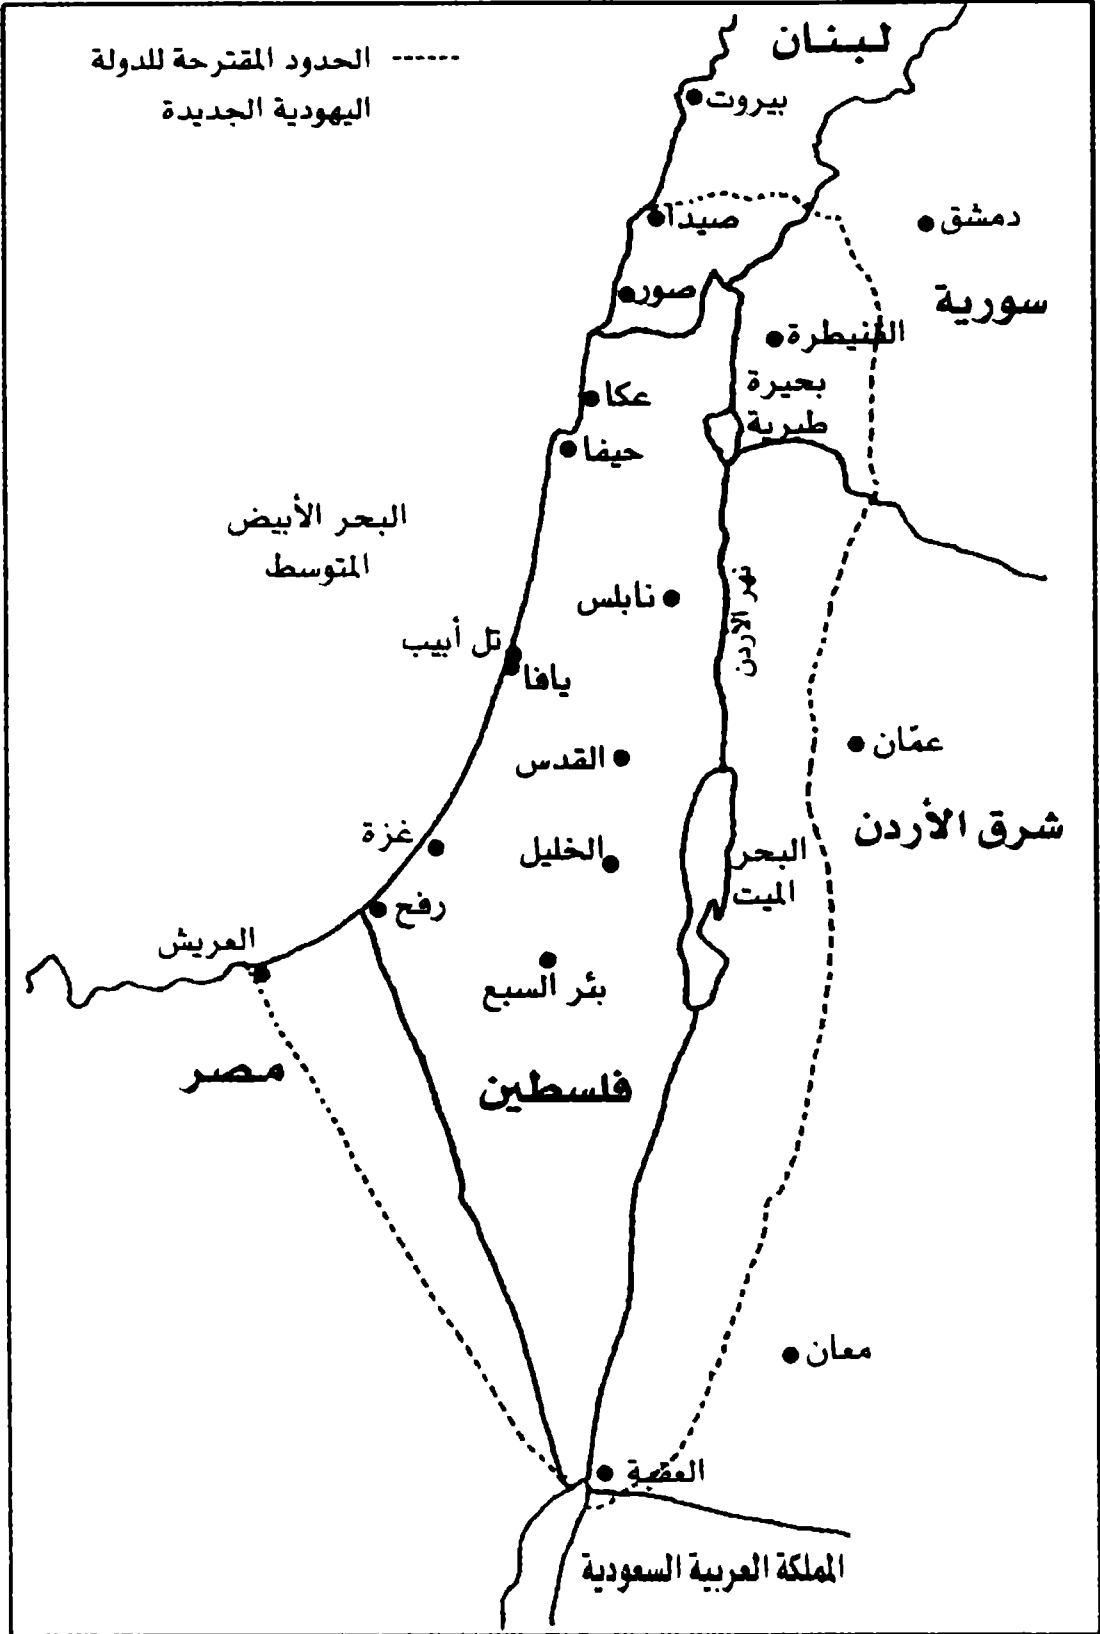 الحدود المقترحة للدولة
اليهودية الجديدة
لبنان
بيروت
صيدا
دمشق
سورية
صور
القنيطرة
بحيرة
طبرية
عكا
حيفا
البحر الأبيض
المتوسط
نابلس
نهر الأردن
تل أبيب
يافا
عمّان
القدس
شرق الأردن
غزة
الخليل
البحر
الميت
رفح
العريش
بئر السبع
مصر
فلسطين
معان
العقبة
المملكة العربية السعودية